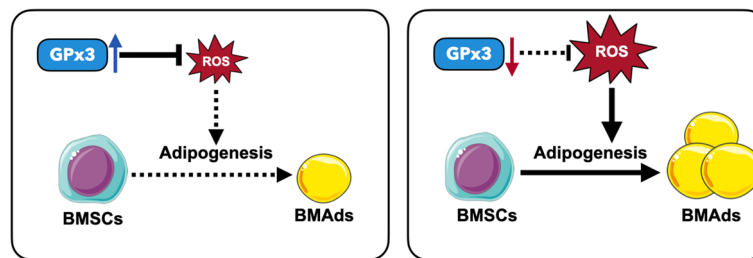 GPx3
ROS
Adipogenesis
BMSCs
BMAds
GPx3
ROS
Adipogenesis
BMSCs
BMAds